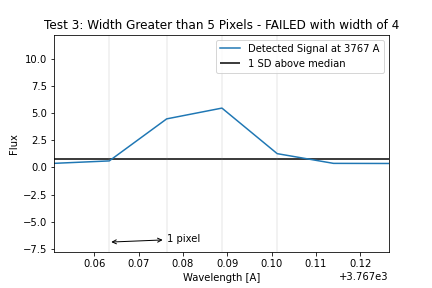 Test 3: Width Greater than 5 Pixels - FAILED with width of 4
Detected Signal at 3767 A
1 SD above median
10.0
7.5
5.0
2.5
0.0
−2.5
−5.0
−7.5
Flux
1 pixel
0.06 0.07 0.08 0.09 0.10 0.11 0.12
Wavelength [A]
+3.767e3